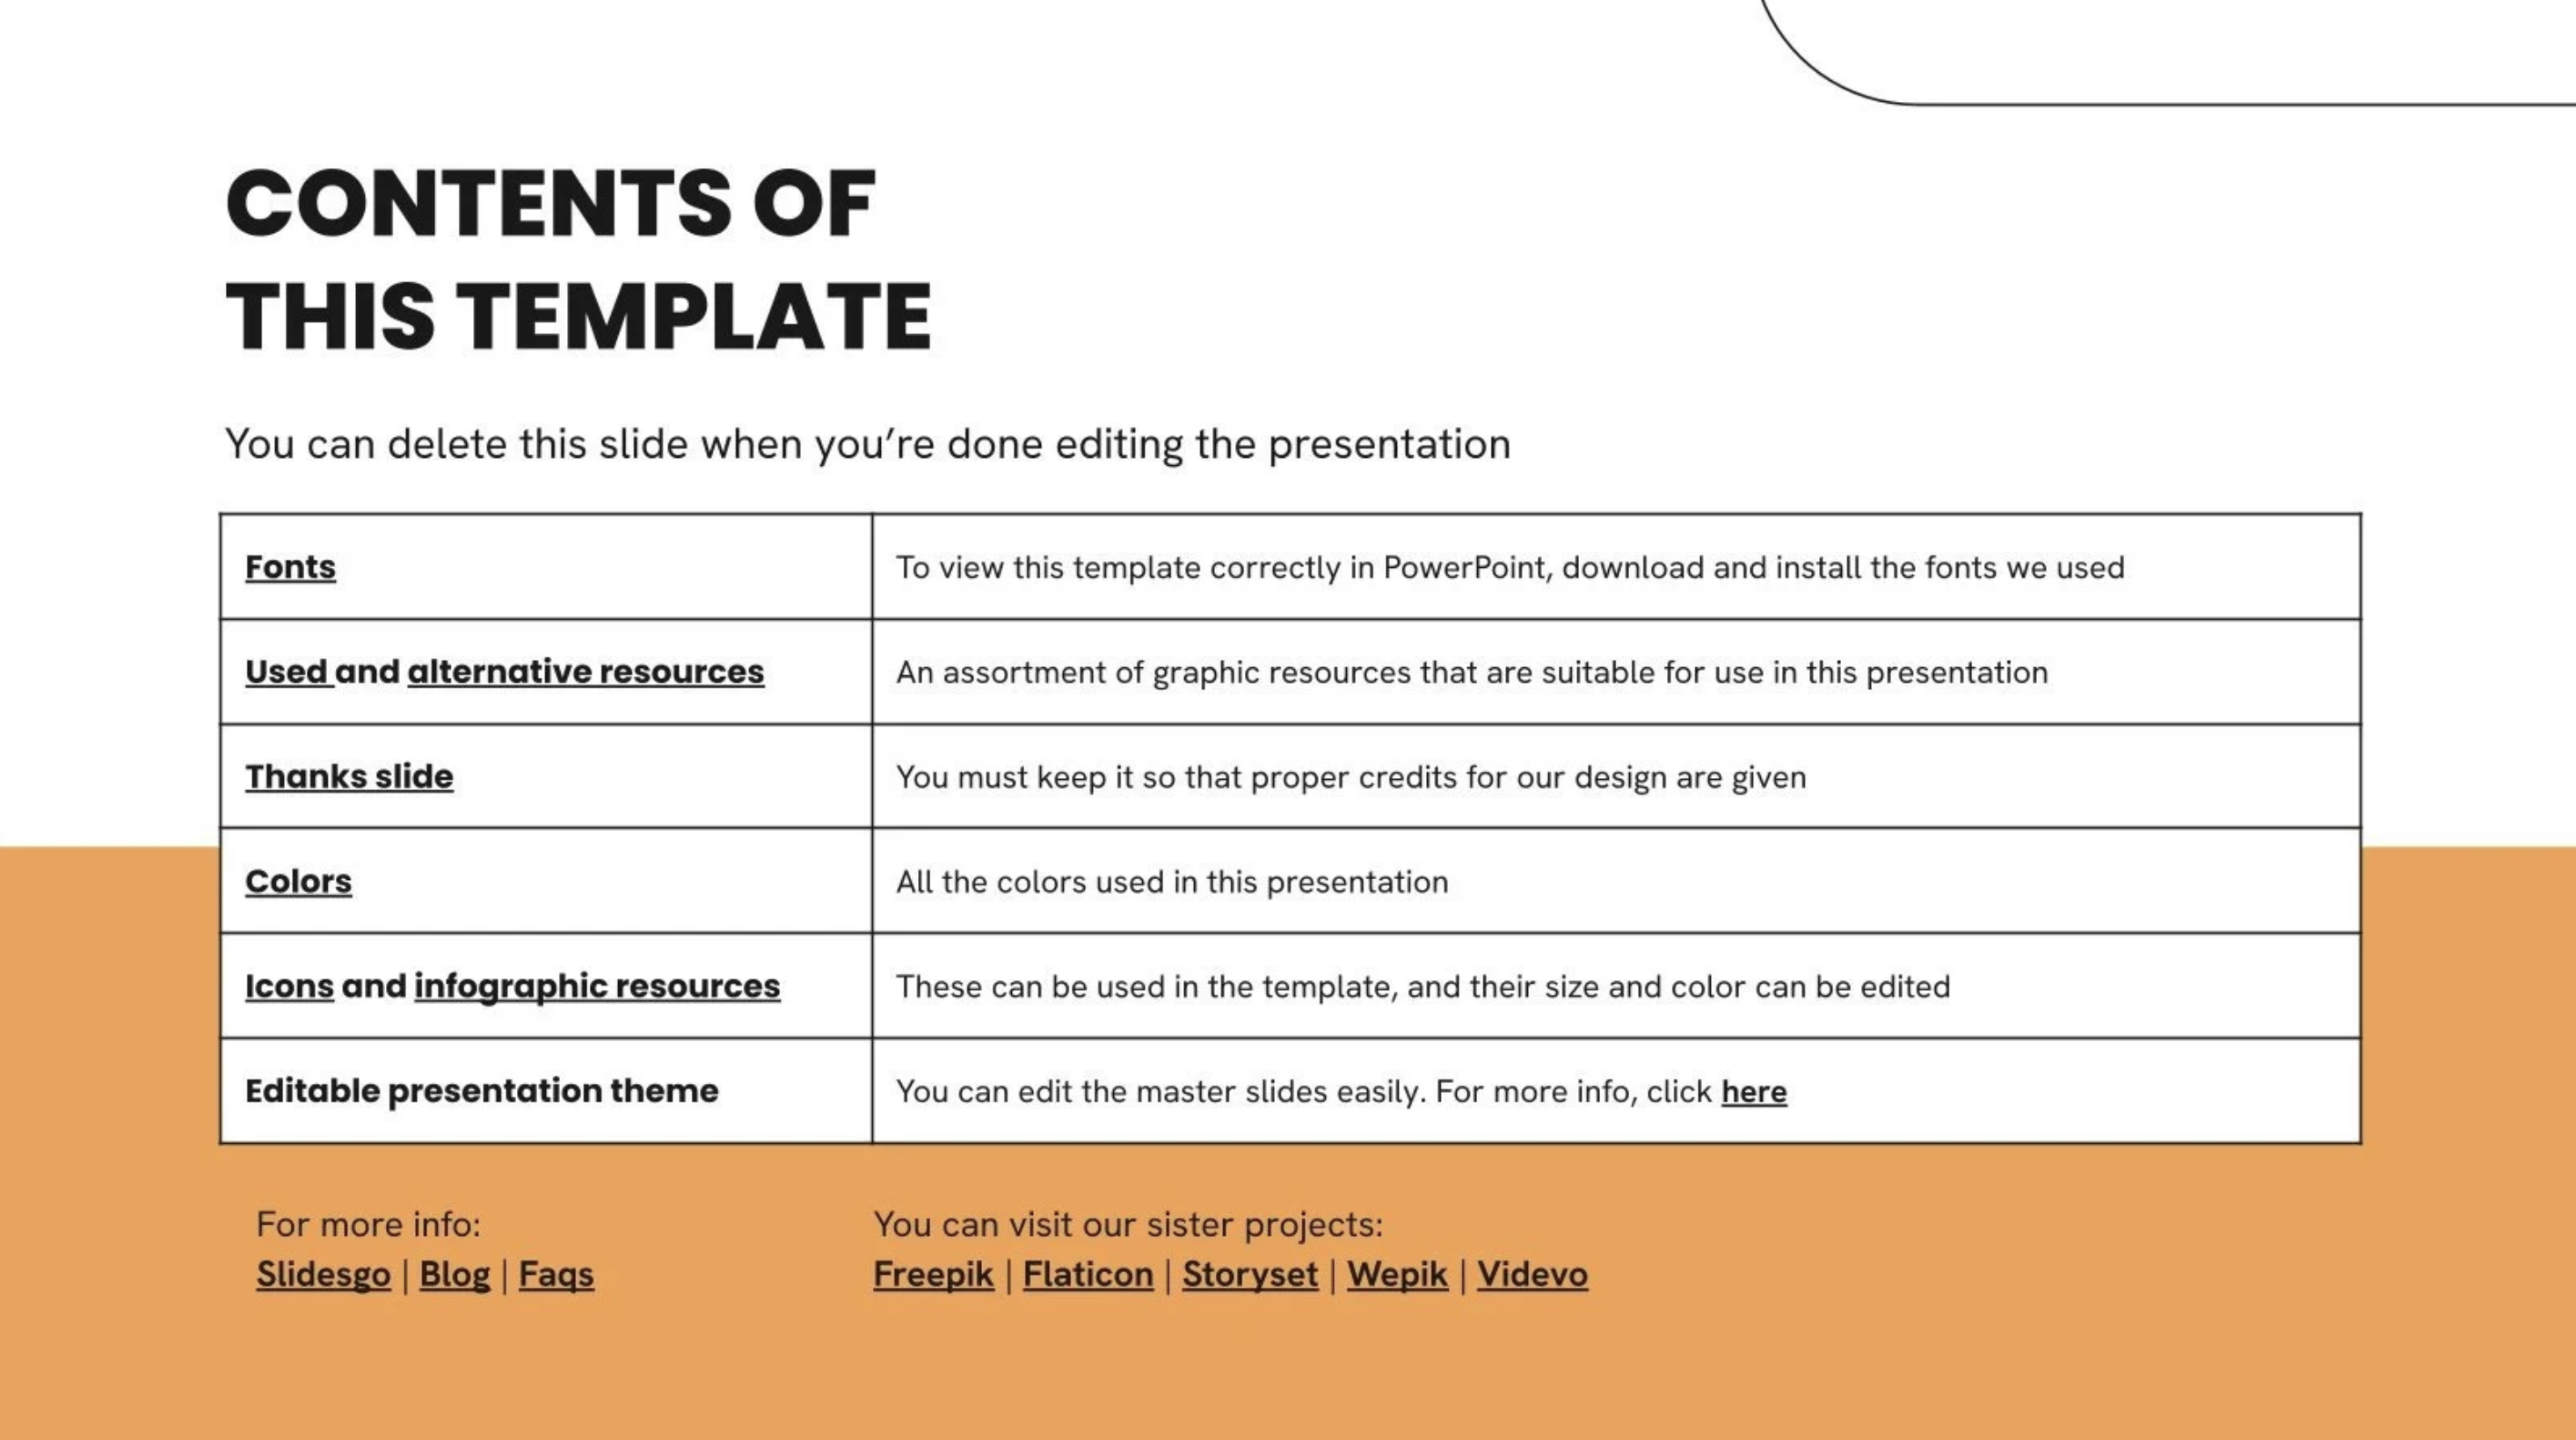 CONTENTS OF
THIS TEMPLATE
You can delete this slide when you’re done editing the presentation
Fonts
To view this template correctly in PowerPoint, download and install the fonts we used
Used and alternative resources
An assortment of graphic resources that are suitable for use in this presentation
Thanks slide
You must keep it so that proper credits for our design are given
Colors
All the colors used in this presentation
Icons and infographic resources
These can be used in the template, and their size and color can be edited
Editable presentation theme
You can edit the master slides easily. For more info, click here
For more info:
Slidesgo | Blog | Faqs
You can visit our sister projects:
Freepik | Flaticon | Storyset | Wepik | Videvo